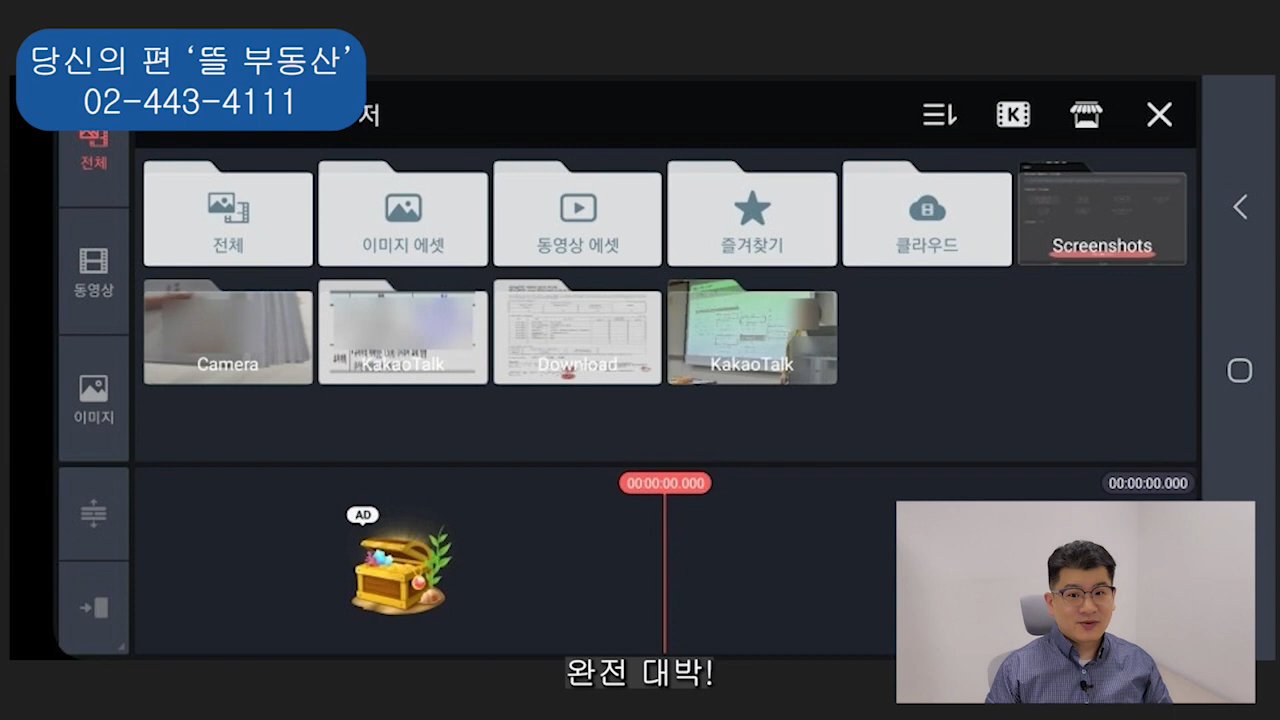 당신의 편 ‘뜰 부동산’
02-443-4111
저
전체
동영상
이미지
전체
이미지 에셋
동영상 에셋
즐겨찾기
클라우드
Screenshots
Camera
KakaoTalk
Download
KakaoTalk
00:00:00.000
00:00:00.000
AD
완전 대박!